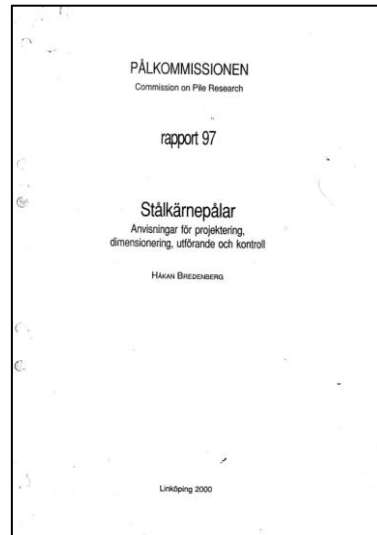 PÅLKOMMISSIONEN
Commission on Pile Research
rapport 97
Stålkärnepålar
Anvisningar för projektering,
dimensionering, utförande och kontroll
HÅKAN BREDENBERG
Linköping 2000